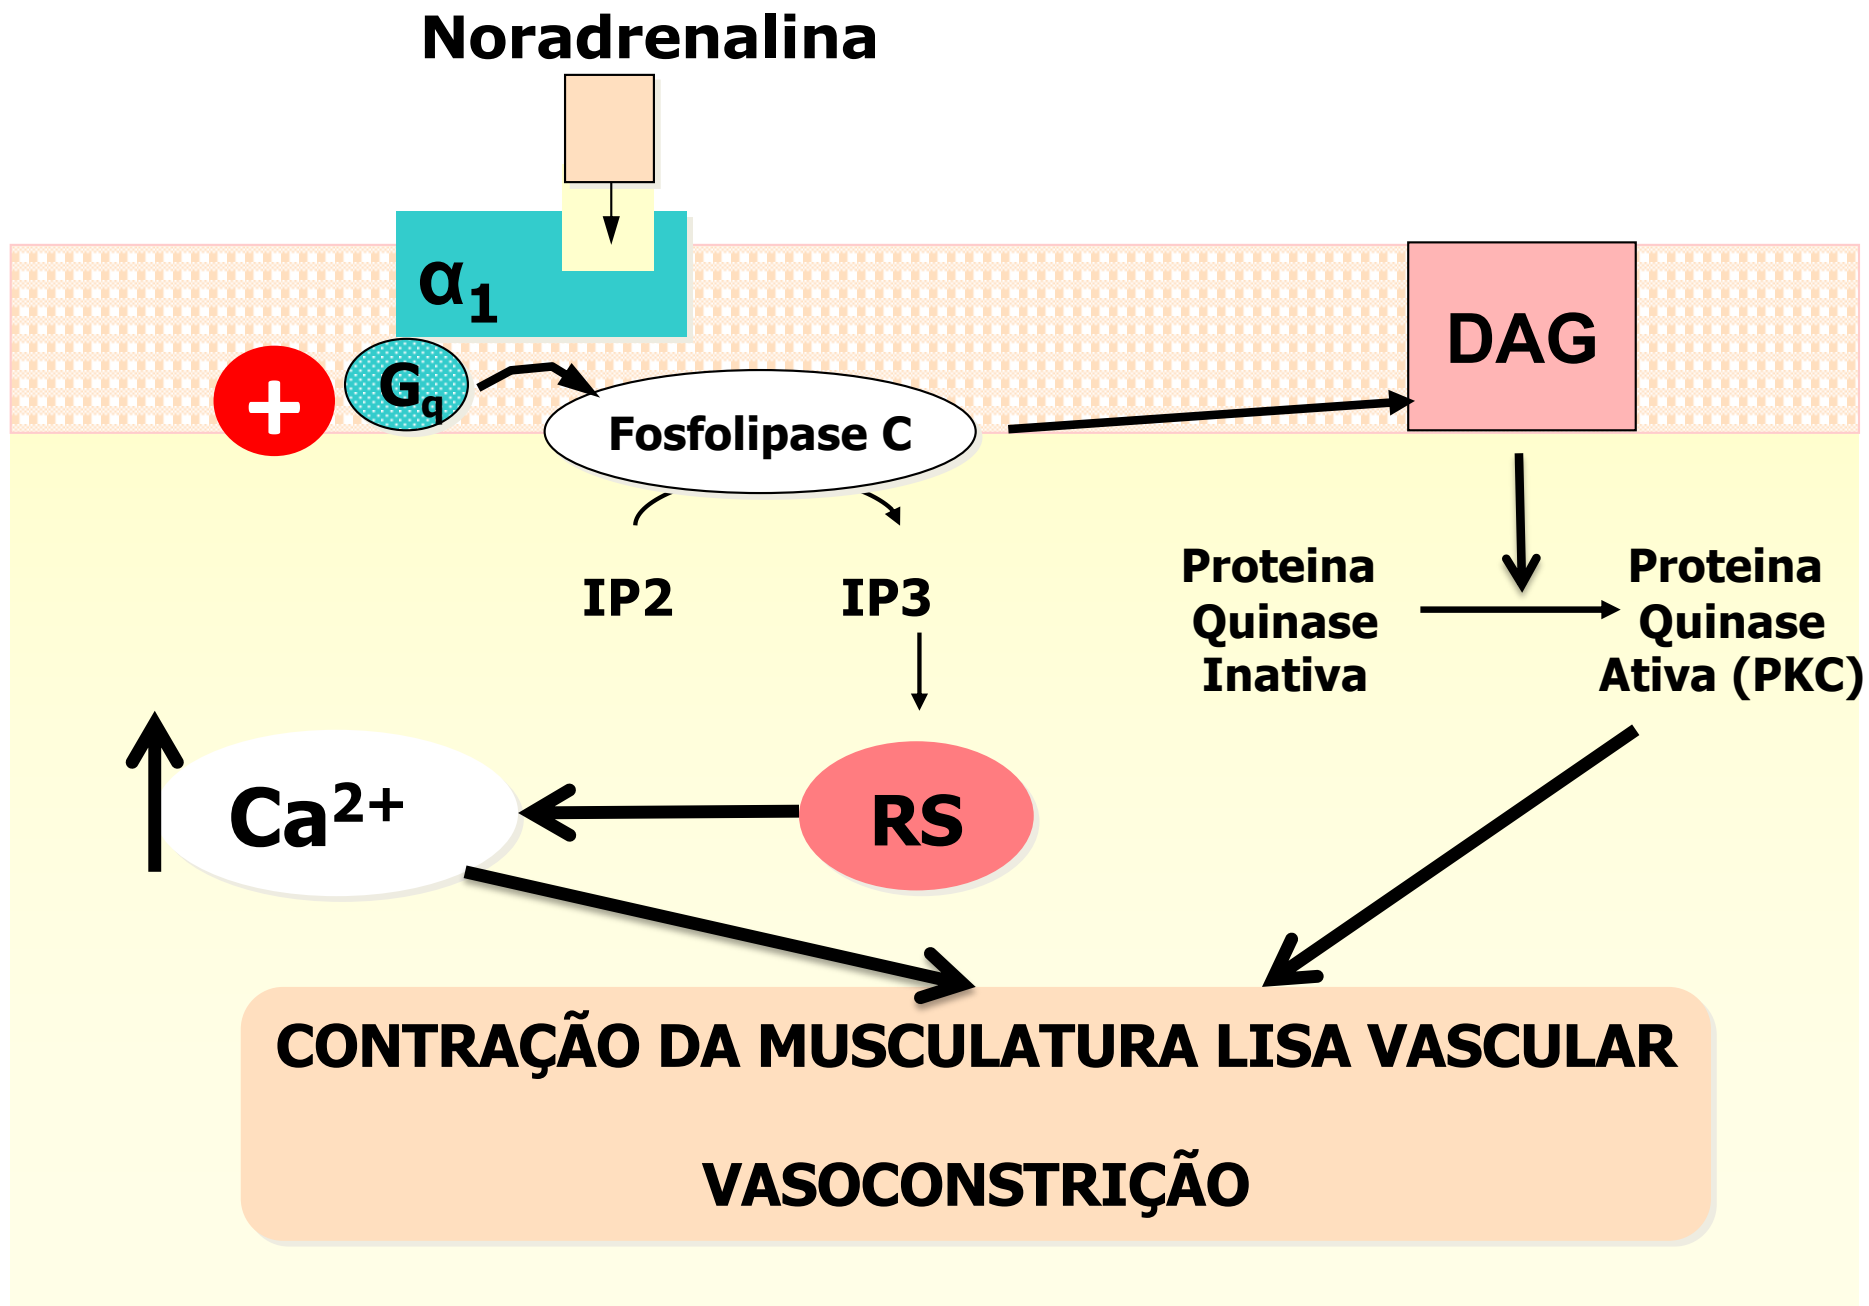 Noradrenalina
α1
+
Gq
Fosfolipase C
DAG
IP2
IP3
Proteina
Quinase
Inativa
Proteina
Quinase
Ativa (PKC)
Ca2+
RS
CONTRAÇÃO DA MUSCULATURA LISA VASCULAR
VASOCONSTRIÇÃO